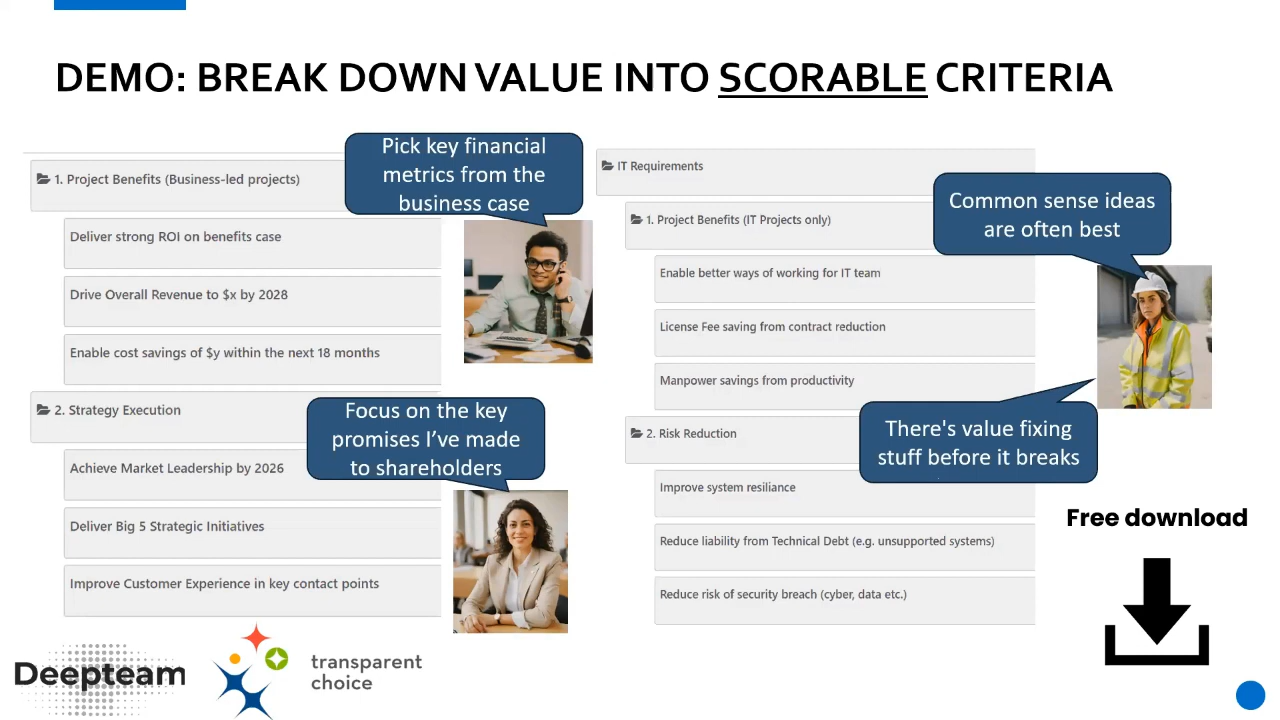 DEMO: BREAK DOWN VALUE INTO SCORABLE CRITERIA
1. Project Benefits (Business-led projects)
Deliver strong ROI on benefits case
Drive Overall Revenue to $x by 2028
Enable cost savings of $y within the next 18 months
2. Strategy Execution
Achieve Market Leadership by 2026
Deliver Big 5 Strategic Initiatives
Improve Customer Experience in key contact points
Pick key financial
metrics from the
business case
Focus on the key
promises I’ve made
to shareholders
IT Requirements
1. Project Benefits (IT Projects only)
Enable better ways of working for IT team
License Fee saving from contract reduction
Manpower savings from productivity
2. Risk Reduction
Improve system resiliance
Reduce liability from Technical Debt (e.g. unsupported systems)
Reduce risk of security breach (cyber, data etc.)
Common sense ideas
are often best
There's value fixing
stuff before it breaks
Free download
Deepteam
transparent
choice